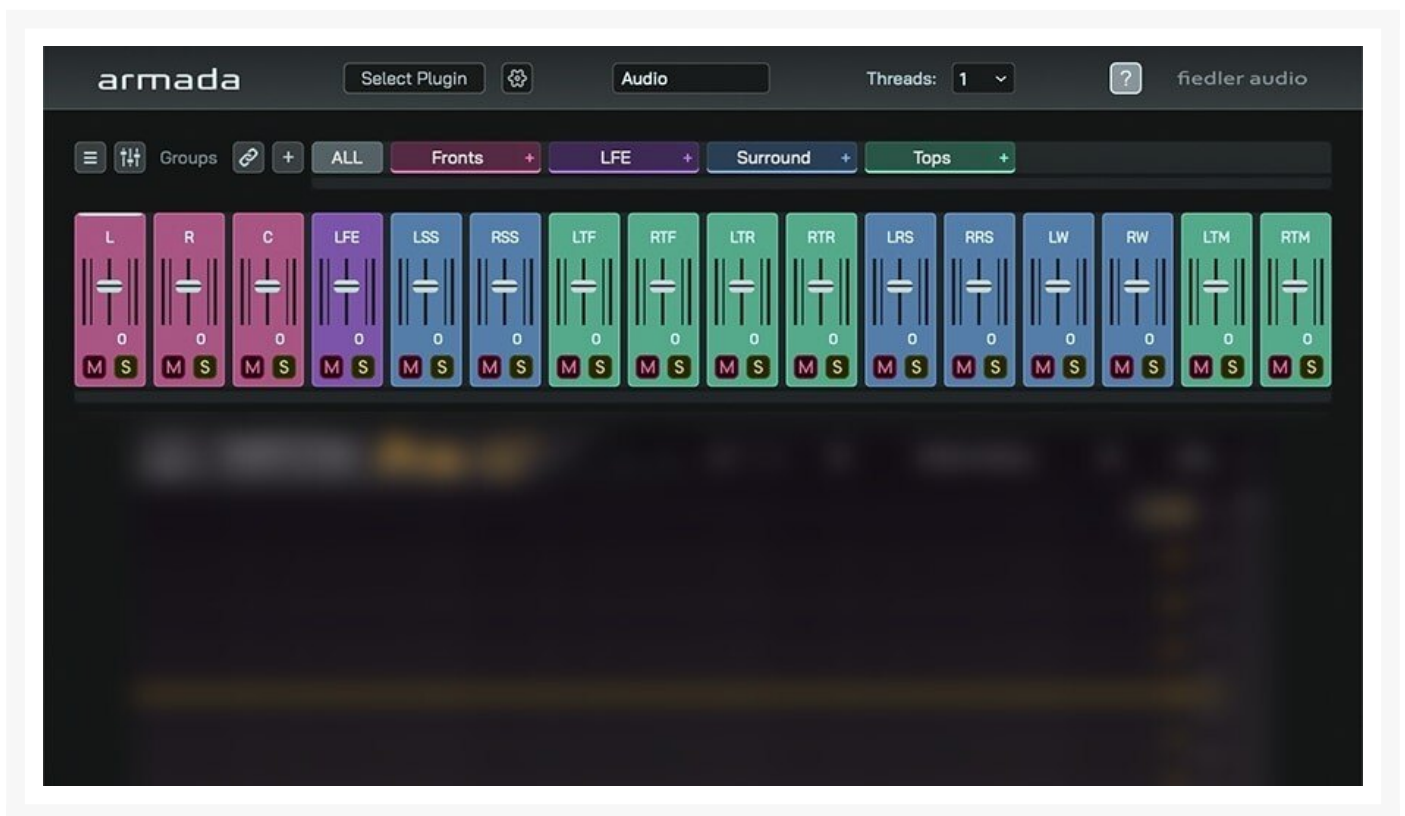 armada Select Plugin Audio Threads: 1 ? fiedler audio
Groups + ALL Fronts + LFE + Surround + Tops +
L R C LFE LSS RSS LTF RTF LTR RTR LRS RRS LW RW LTM RTM
0 0 0 0 0 0 0 0 0 0 0 0 0 0 0 0
M S M S M S M S M S M S M S M S M S M S M S M S M S M S M S M S